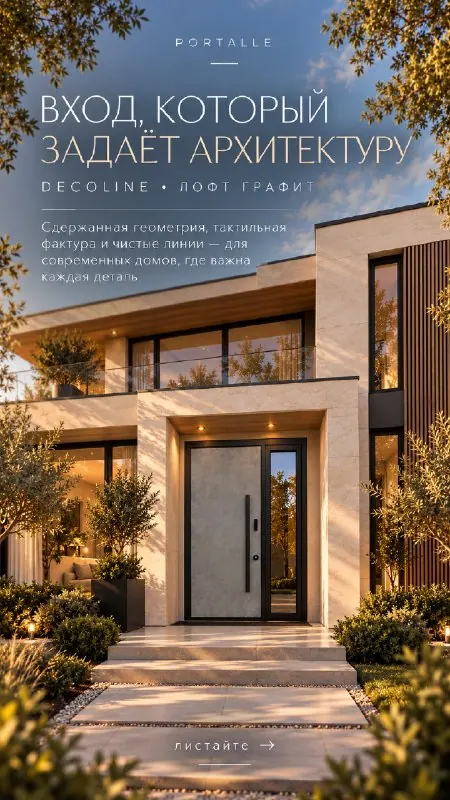 PORTALLE
ВХОД, КОТОРЫЙ
ЗАДАЁТ АРХИТЕКТУРУ
DECOLINE • ЛОФТ ГРАФИТ
Сдержанная геометрия, тактильная
фактура и чистые линии — для
современных домов, где важна
каждая деталь
листайте →